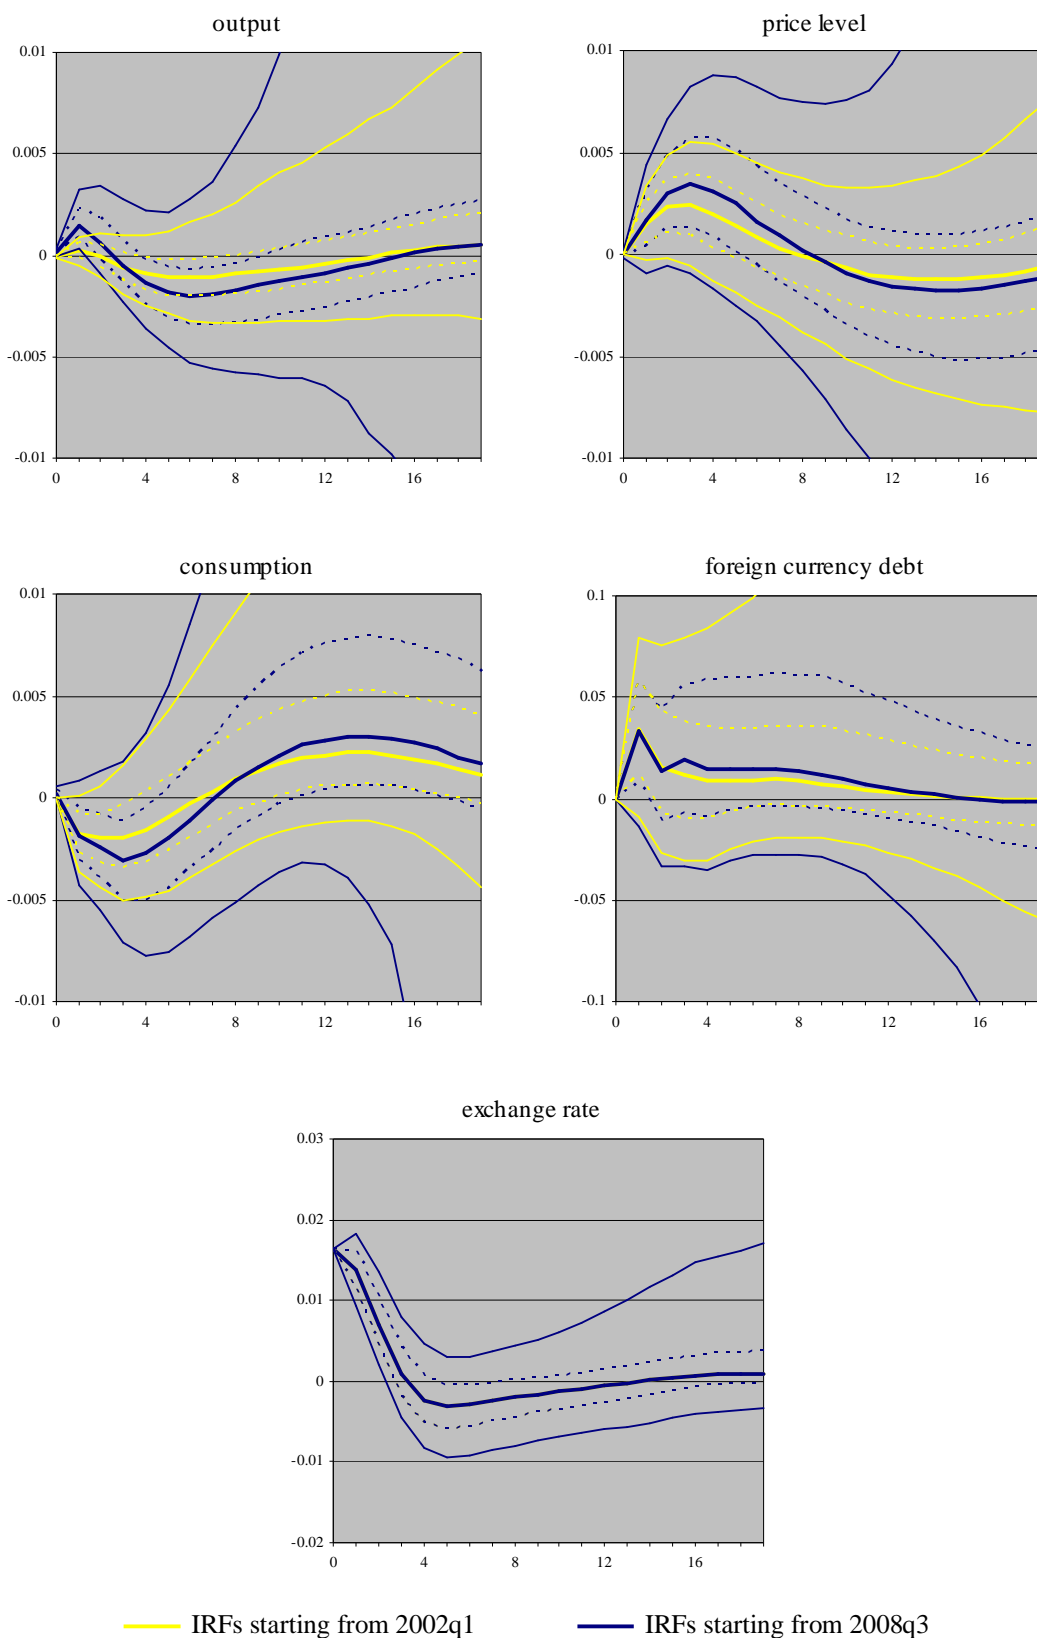 output
0.01
0.005
0
-0.005
-0.01
0 4 8 12 16
price level
0.01
0.005
0
-0.005
-0.01
0 4 8 12 16
consumption
0.01
0.005
0
-0.005
-0.01
0 4 8 12 16
foreign currency debt
0.1
0.05
0
-0.05
-0.1
0 4 8 12 16
exchange rate
0.03
0.02
0.01
0
-0.01
-0.02
0 4 8 12 16
IRFs starting from 2002q1
IRFs starting from 2008q3